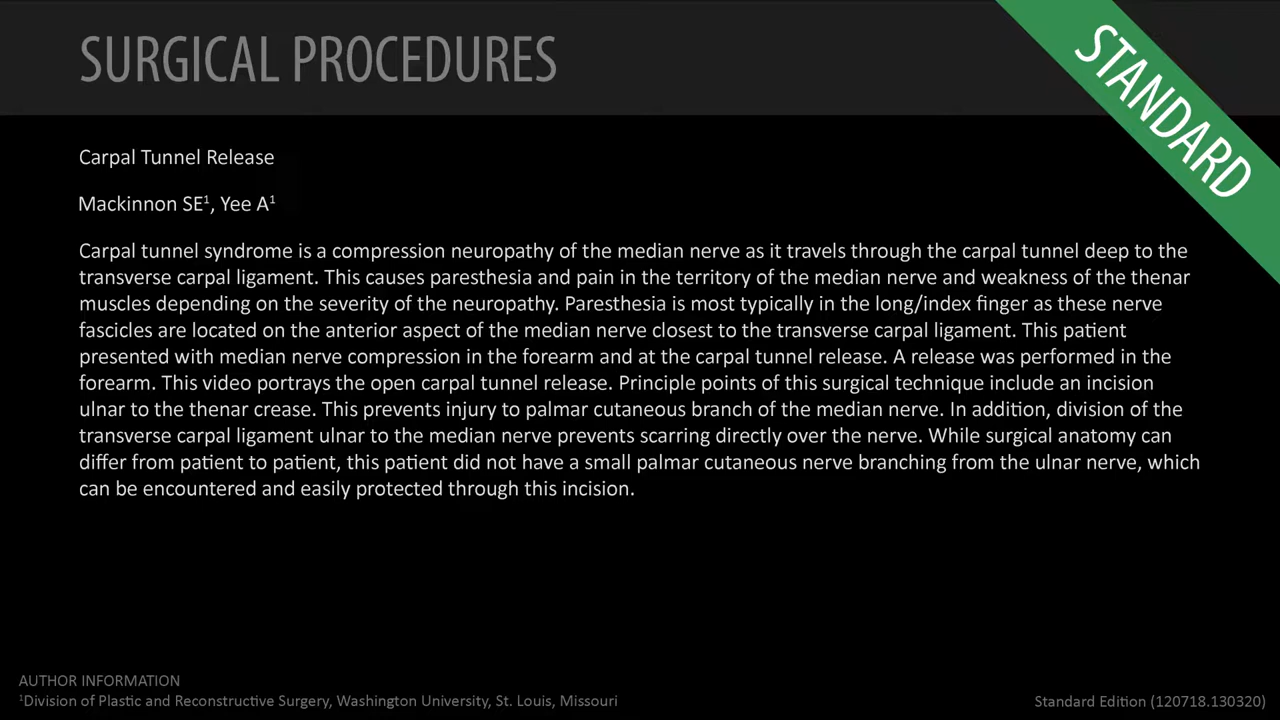 SURGICAL PROCEDURES
STANDARD
Carpal Tunnel Release
Mackinnon SE¹, Yee A¹
Carpal tunnel syndrome is a compression neuropathy of the median nerve as it travels through the carpal tunnel deep to the
transverse carpal ligament. This causes paresthesia and pain in the territory of the median nerve and weakness of the thenar
muscles depending on the severity of the neuropathy. Paresthesia is most typically in the long/index finger as these nerve
fascicles are located on the anterior aspect of the median nerve closest to the transverse carpal ligament. This patient
presented with median nerve compression in the forearm and at the carpal tunnel release. A release was performed in the
forearm. This video portrays the open carpal tunnel release. Principle points of this surgical technique include an incision
ulnar to the thenar crease. This prevents injury to palmar cutaneous branch of the median nerve. In addition, division of the
transverse carpal ligament ulnar to the median nerve prevents scarring directly over the nerve. While surgical anatomy can
differ from patient to patient, this patient did not have a small palmar cutaneous nerve branching from the ulnar nerve, which
can be encountered and easily protected through this incision.
AUTHOR INFORMATION
¹Division of Plastic and Reconstructive Surgery, Washington University, St. Louis, Missouri
Standard Edition (120718.130320)